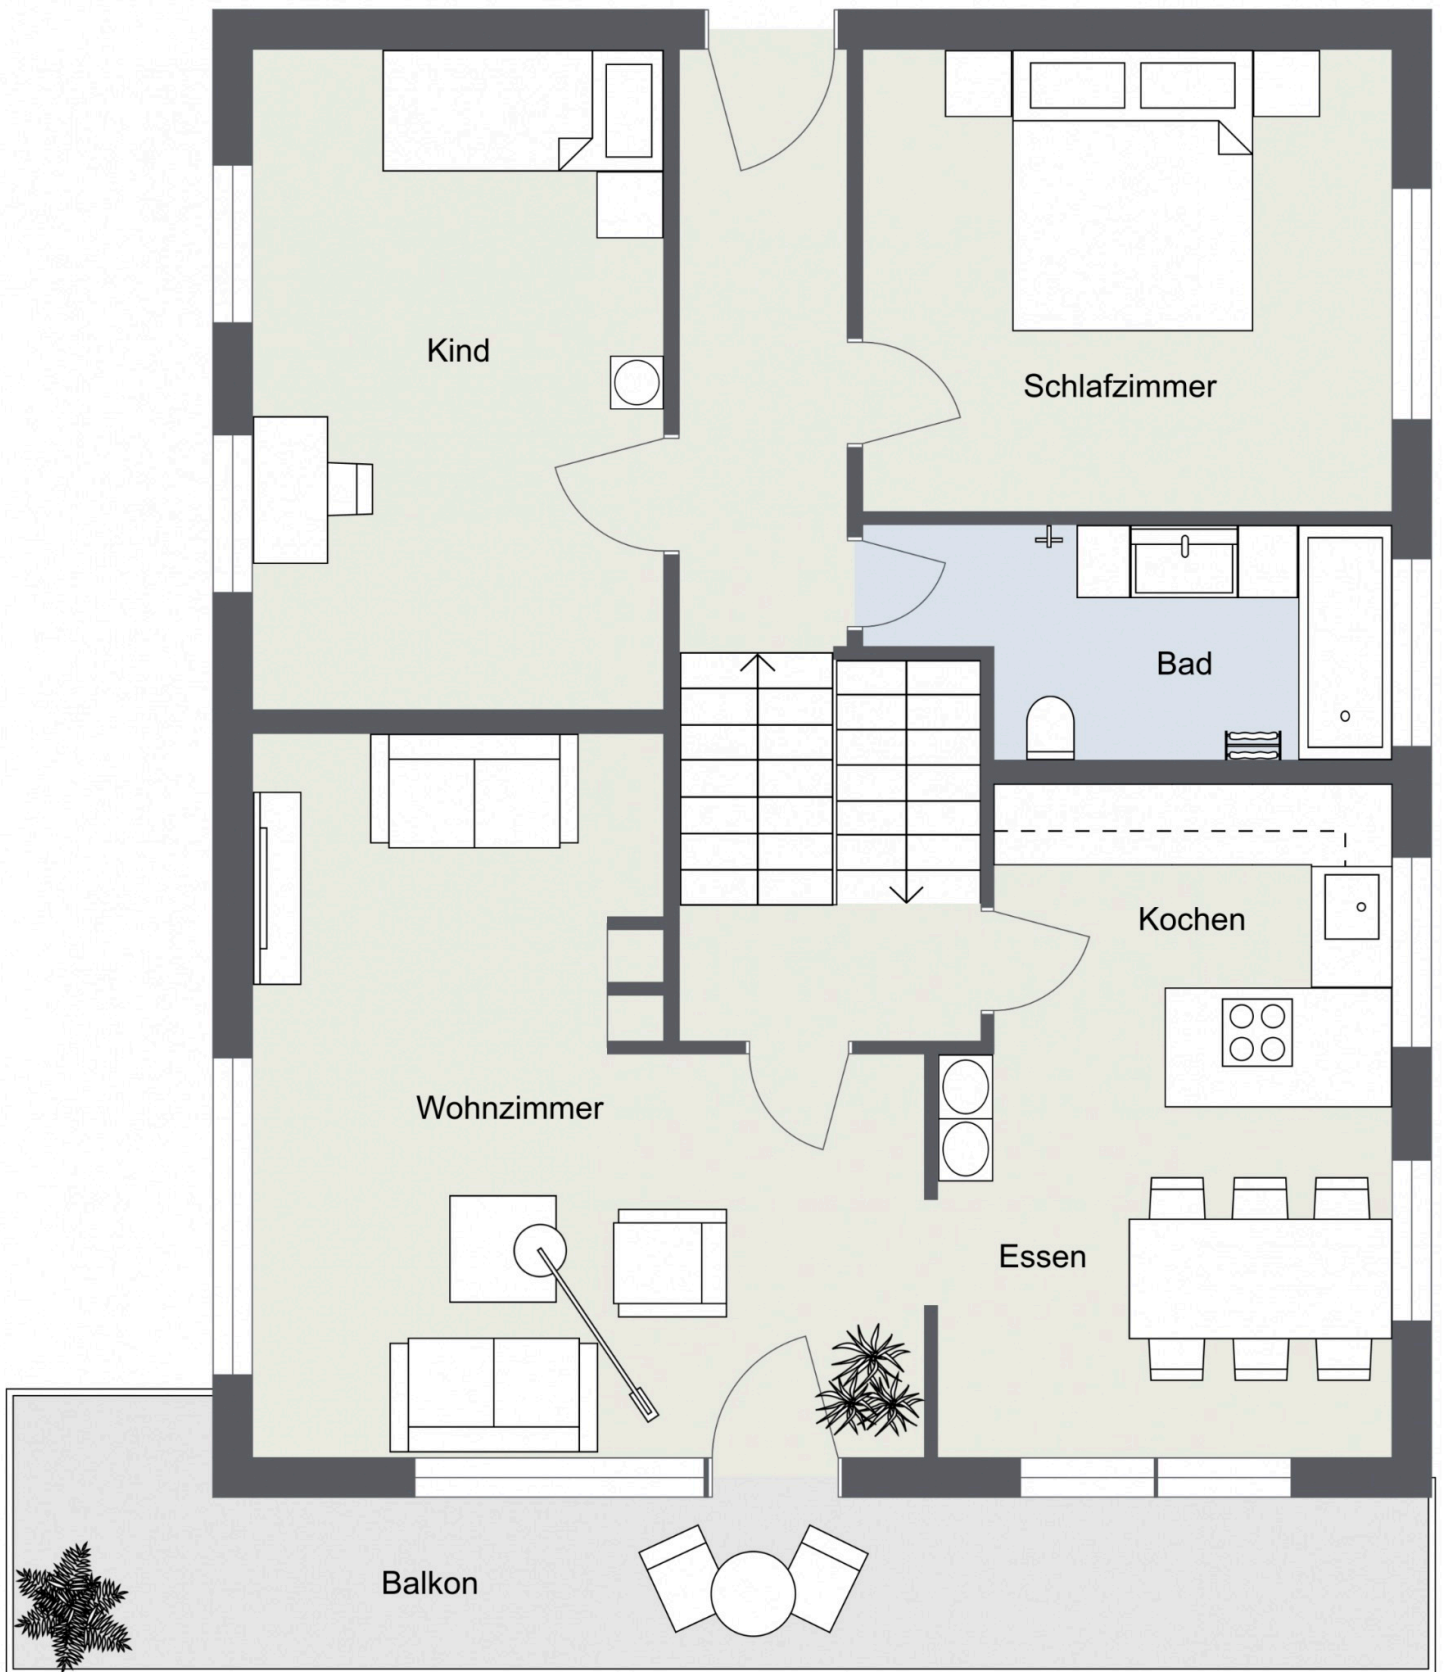 Kind
Schlafzimmer
Bad
Kochen
Wohnzimmer
Essen
Balkon